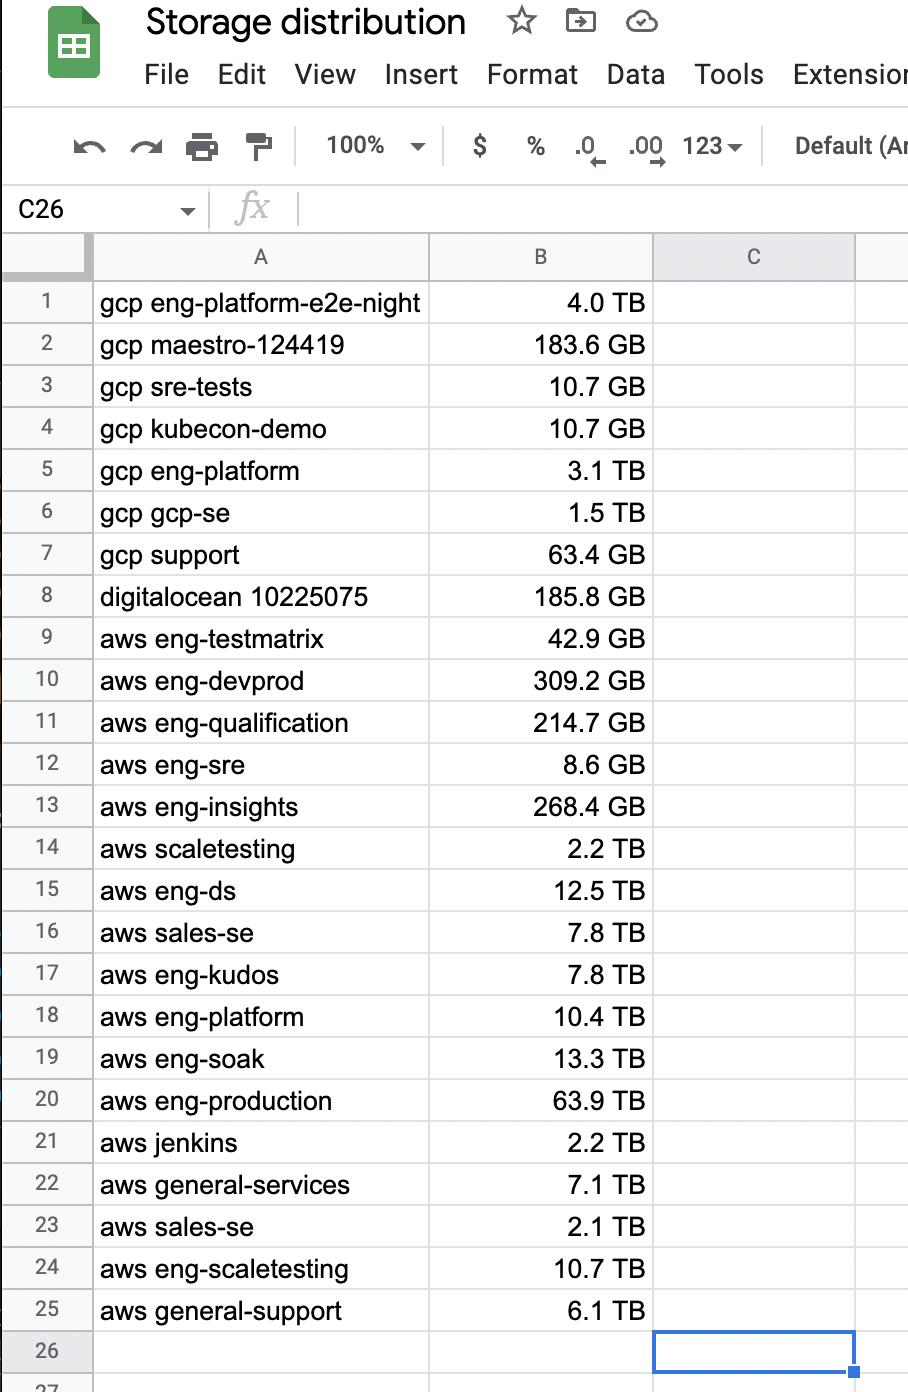 Storage distribution
File Edit View Insert Format Data Tools Extension
100% $ % .0 .00 123 Default (Ar
C26 fx
A B C
1 gcp eng-platform-e2e-night 4.0 TB
2 gcp maestro-124419 183.6 GB
3 gcp sre-tests 10.7 GB
4 gcp kubecon-demo 10.7 GB
5 gcp eng-platform 3.1 TB
6 gcp gcp-se 1.5 TB
7 gcp support 63.4 GB
8 digitalocean 10225075 185.8 GB
9 aws eng-testmatrix 42.9 GB
10 aws eng-devprod 309.2 GB
11 aws eng-qualification 214.7 GB
12 aws eng-sre 8.6 GB
13 aws eng-insights 268.4 GB
14 aws scaletesting 2.2 TB
15 aws eng-ds 12.5 TB
16 aws sales-se 7.8 TB
17 aws eng-kudos 7.8 TB
18 aws eng-platform 10.4 TB
19 aws eng-soak 13.3 TB
20 aws eng-production 63.9 TB
21 aws jenkins 2.2 TB
22 aws general-services 7.1 TB
23 aws sales-se 2.1 TB
24 aws eng-scaletesting 10.7 TB
25 aws general-support 6.1 TB
26
27